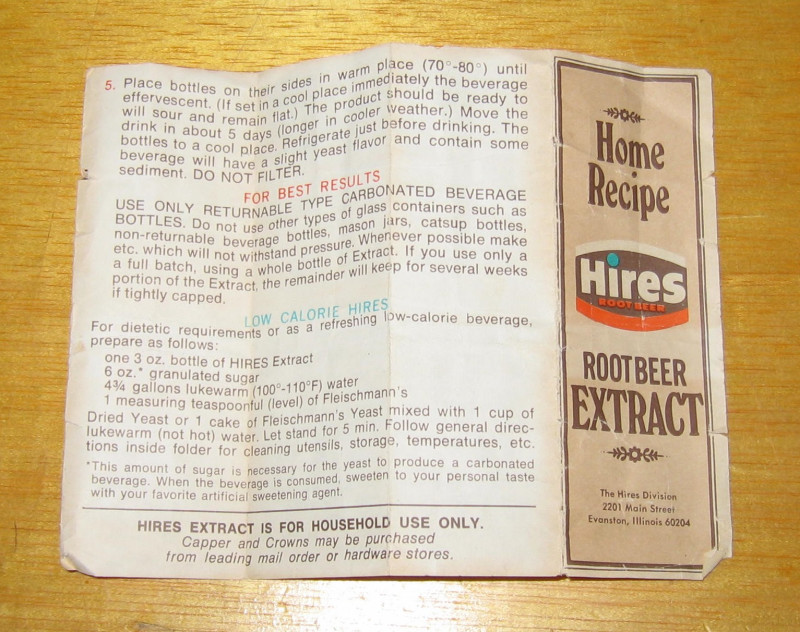 5. Place bottles on their sides in warm place (70°-80°) until
effervescent. (If set in a cool place immediately the beverage
will sour and remain flat.) The product should be ready to
drink in about 5 days (longer in cooler weather.) Move the
bottles to a cool place. Refrigerate just before drinking. The
beverage will have a slight yeast flavor and contain some
sediment. DO NOT FILTER.
FOR BEST RESULTS
USE ONLY RETURNABLE TYPE CARBONATED BEVERAGE
BOTTLES. Do not use other types of glass containers such as
non-returnable beverage bottles, mason jars, catsup bottles,
etc. which will not withstand pressure. Whenever possible make
a full batch, using a whole bottle of Extract. If you use only a
portion of the Extract, the remainder will keep for several weeks
if tightly capped.
LOW CALORIE HIRES
For dietetic requirements or as a refreshing low-calorie beverage,
prepare as follows:
one 3 oz. bottle of HIRES Extract
6 oz.* granulated sugar
4¾ gallons lukewarm (100°-110°F) water
1 measuring teaspoonful (level) of Fleischmann's
Dried Yeast or 1 cake of Fleischmann's Yeast mixed with 1 cup of
lukewarm (not hot) water. Let stand for 5 min. Follow general direc-
tions inside folder for cleaning utensils, storage, temperatures, etc.
*This amount of sugar is necessary for the yeast to produce a carbonated
beverage. When the beverage is consumed, sweeten to your personal taste
with your favorite artificial sweetening agent.
HIRES EXTRACT IS FOR HOUSEHOLD USE ONLY.
Capper and Crowns may be purchased
from leading mail order or hardware stores.
Home
Recipe
Hires
ROOT BEER
ROOTBEER
EXTRACT
The Hires Division
2201 Main Street
Evanston, Illinois 60204